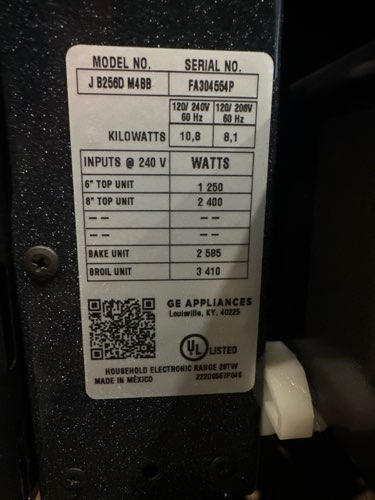 MODEL NO. SERIAL NO.
J B256D M4BB FA304554P
120/ 240V 120/ 208V
60 Hz 60 Hz
KILOWATTS 10,8 8,1
INPUTS @ 240 V WATTS
6" TOP UNIT 1 250
8" TOP UNIT 2 400
-- --
-- --
BAKE UNIT 2 585
BROIL UNIT 3 410
GE APPLIANCES
Louisville, KY. 40225
UL LISTED
HOUSEHOLD ELECTRONIC RANGE 28TW
MADE IN MÉXICO 222D6567P046